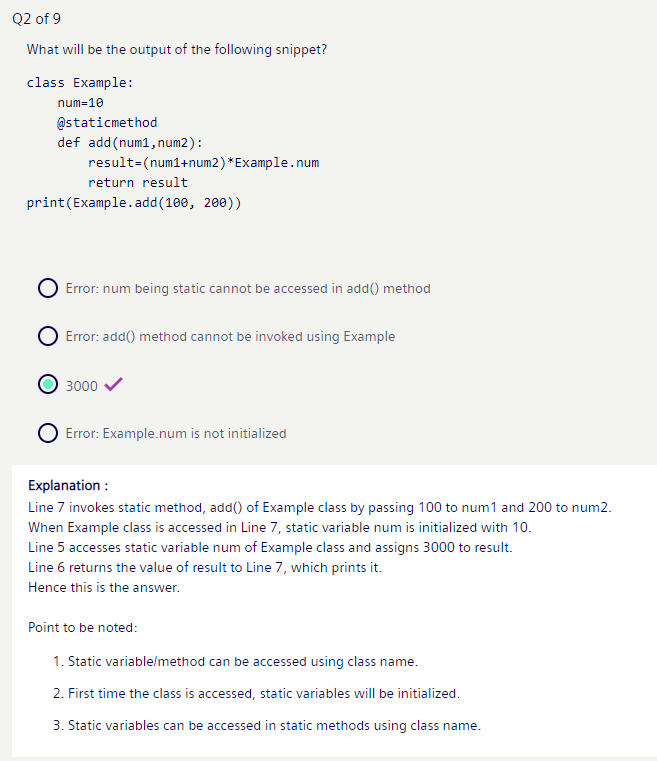 Q2 of 9
What will be the output of the following snippet?
class Example:
    num=10
    @staticmethod
    def add(num1,num2):
        result=(num1+num2)*Example.num
        return result
print(Example.add(100, 200))
Error: num being static cannot be accessed in add() method
Error: add() method cannot be invoked using Example
3000
Error: Example.num is not initialized
Explanation :
Line 7 invokes static method, add() of Example class by passing 100 to num1 and 200 to num2.
When Example class is accessed in Line 7, static variable num is initialized with 10.
Line 5 accesses static variable num of Example class and assigns 3000 to result.
Line 6 returns the value of result to Line 7, which prints it.
Hence this is the answer.
Point to be noted:
1. Static variable/method can be accessed using class name.
2. First time the class is accessed, static variables will be initialized.
3. Static variables can be accessed in static methods using class name.